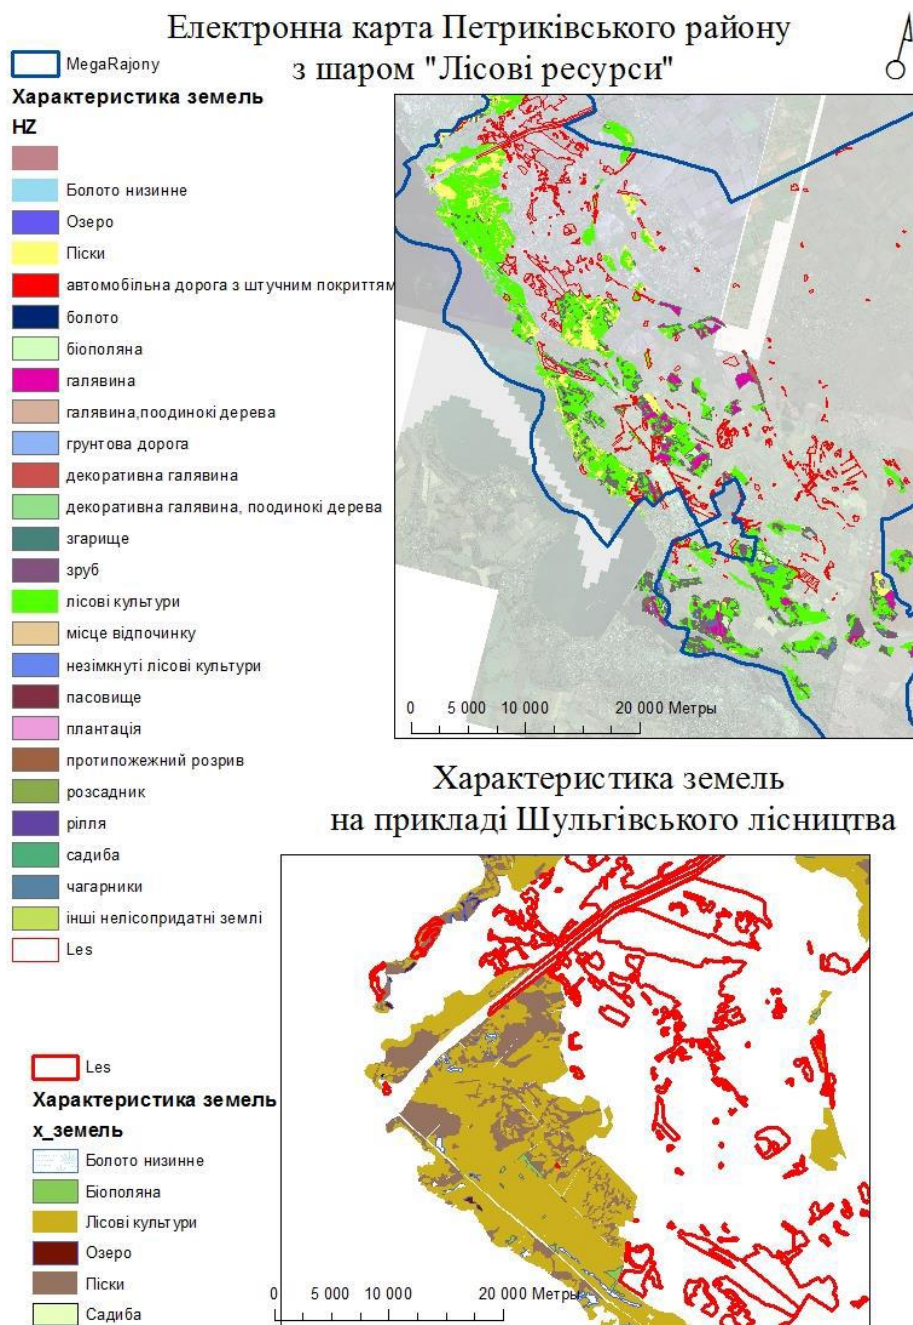 Електронна карта Петриківського району
з шаром "Лісові ресурси"
MegaRajony
Характеристика земель
HZ
Болото низинне
Озеро
Піски
автомобільна дорога з штучним покриттям
болото
біополяна
галявина
галявина,поодинокі дерева
грунтова дорога
декоративна галявина
декоративна галявина, поодинокі дерева
згарище
зруб
лісові культури
місце відпочинку
незімкнуті лісові культури
пасовище
плантація
протипожежний розрив
розсадник
рілля
садиба
чагарники
інші нелісопридатні землі
Les
0 5 000 10 000 20 000 Метры
Характеристика земель
на прикладі Шульгівського лісництва
Les
Характеристика земель
х_земель
Болото низинне
Біополяна
Лісові культури
Озеро
Піски
Садиба
0 5 000 10 000 20 000 Метры